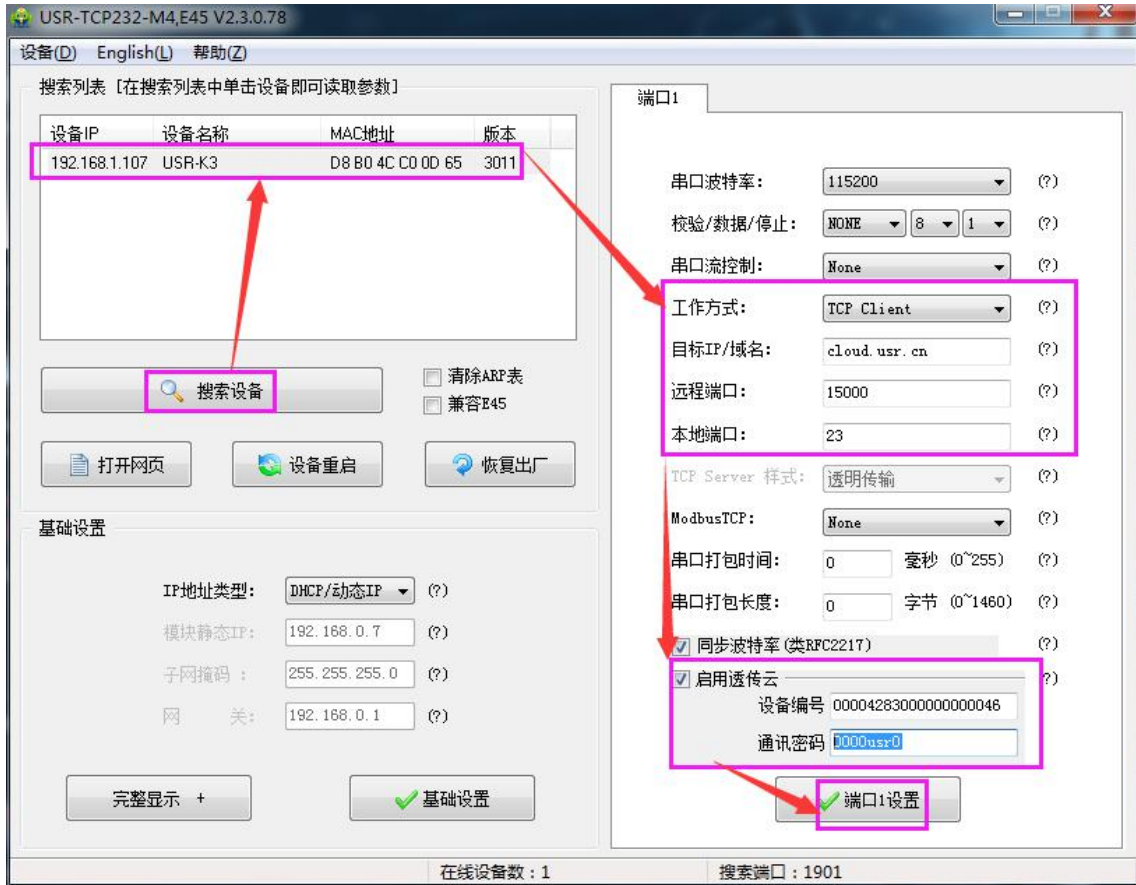 USR-TCP232-M4,E45 V2.3.0.78
设备(D) English(L) 帮助(Z)
搜索列表 [在搜索列表中单击设备即可读取参数]
设备IP 设备名称 MAC地址 版本
192.168.1.107 USR-K3 D8 B0 4C C0 0D 65 3011
搜索设备
清除ARP表
兼容E45
打开网页 设备重启 恢复出厂
基础设置
IP地址类型: DHCP/动态IP (?)
模块静态IP: 192.168.0.7 (?)
子网掩码 : 255.255.255.0 (?)
网 关: 192.168.0.1 (?)
完整显示 + 基础设置
端口1
串口波特率: 115200 (?)
校验/数据/停止: NONE 8 1 (?)
串口流控制: None (?)
工作方式: TCP Client (?)
目标IP/域名: cloud.usr.cn (?)
远程端口: 15000 (?)
本地端口: 23 (?)
TCP Server 样式: 透明传输 (?)
ModbusTCP: None (?)
串口打包时间: 0 毫秒 (0~255) (?)
串口打包长度: 0 字节 (0~1460) (?)
同步波特率(类RFC2217) (?)
启用透传云 ?)
设备编号 00004283000000000046
通讯密码 0000usr0
端口1设置
在线设备数:1 搜索端口:1901